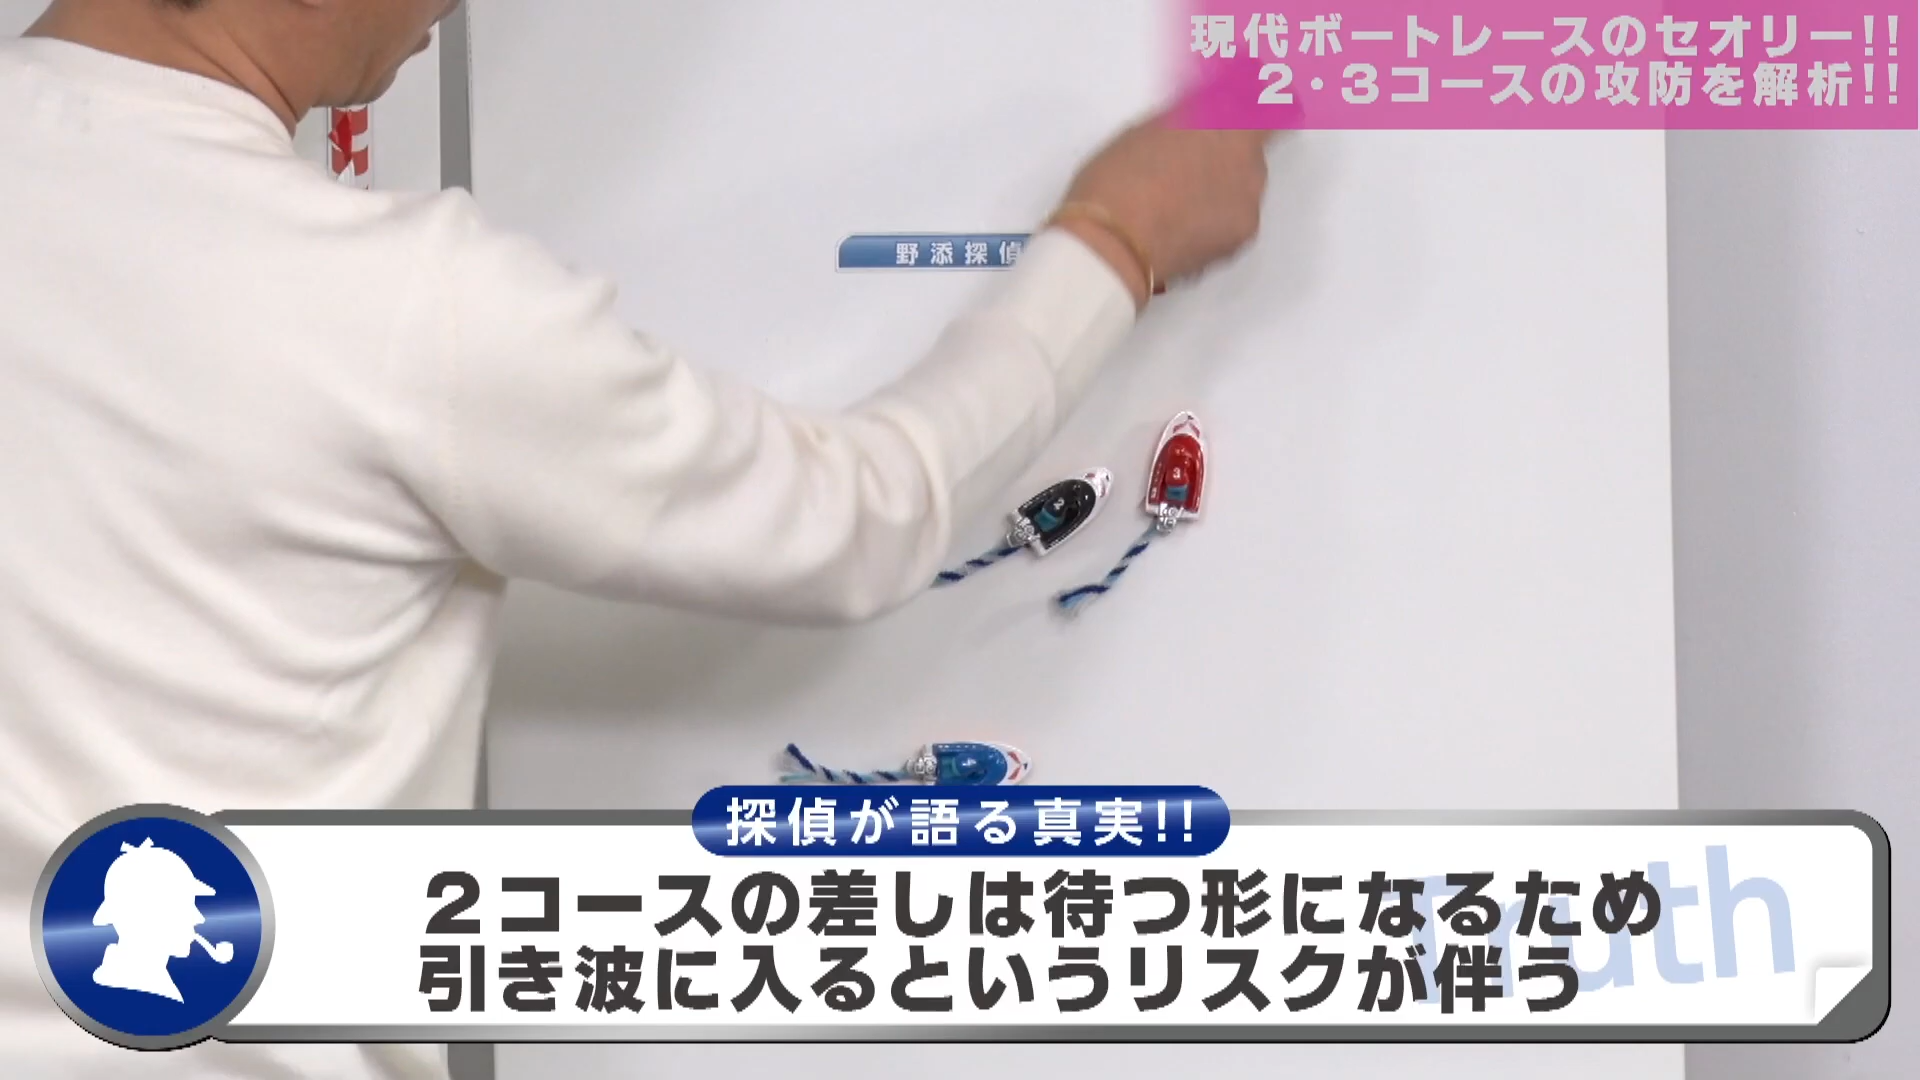 現代ボートレースのセオリー!!
2・3コースの攻防を解析!!
野添探偵
3
2
探偵が語る真実!!
Truth
2コースの差しは待つ形になるため
引き波に入るというリスクが伴う